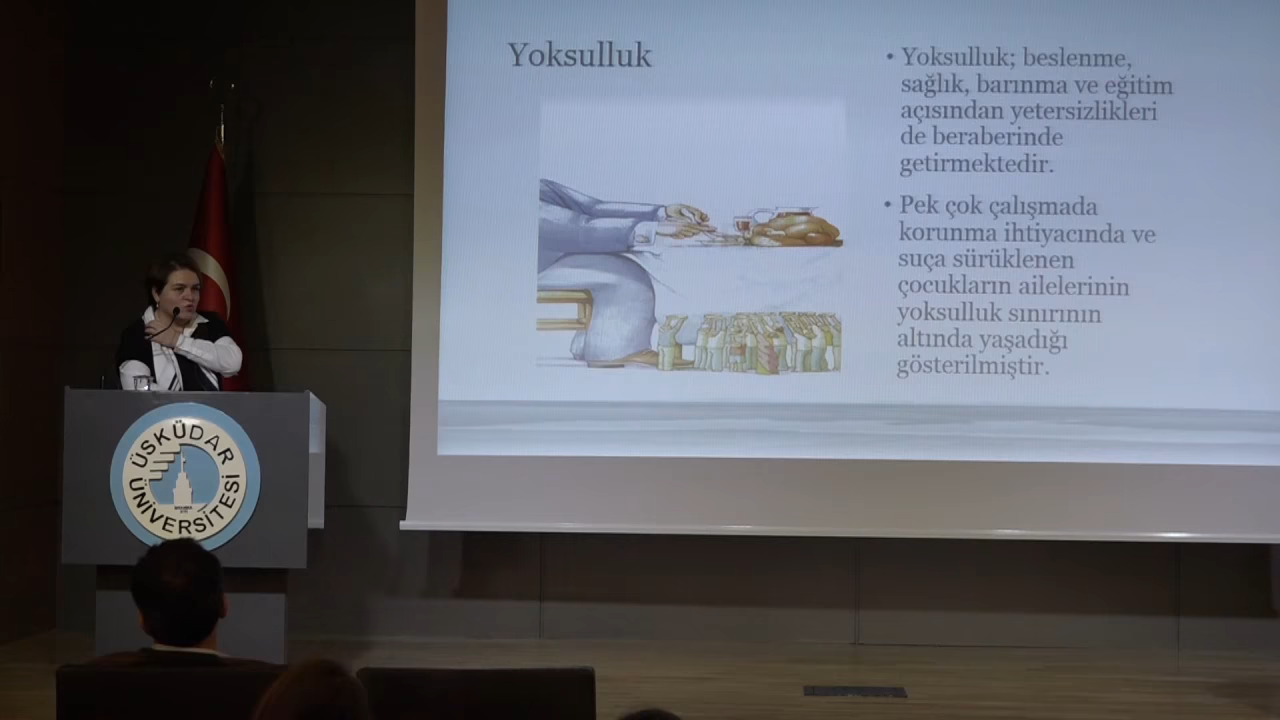 Yoksulluk
• Yoksulluk; beslenme,
sağlık, barınma ve eğitim
açısından yetersizlikleri
de beraberinde
getirmektedir.
• Pek çok çalışmada
korunma ihtiyacında ve
suça sürüklenen
çocukların ailelerinin
yoksulluk sınırının
altında yaşadığı
gösterilmiştir.
ÜSKÜDAR
ÜNİVERSİTESİ